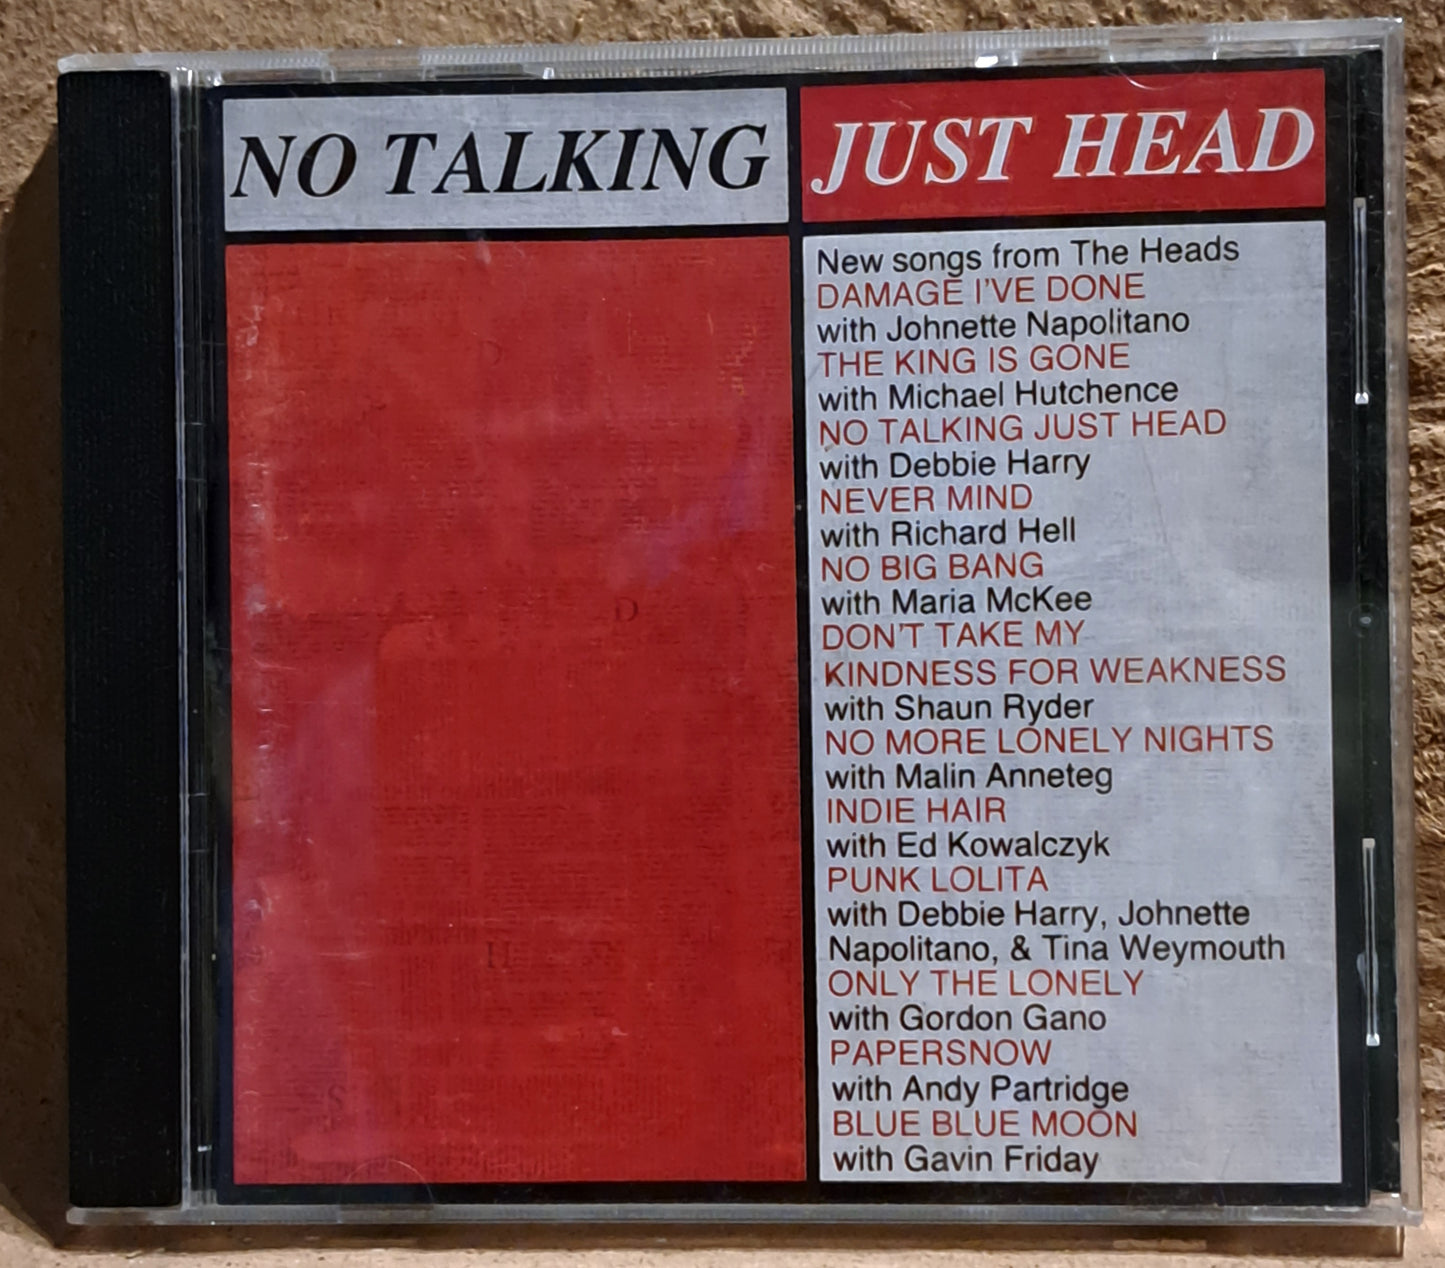 NO TALKING
JUST HEAD
New songs from The Heads
DAMAGE I'VE DONE
with Johnette Napolitano
THE KING IS GONE
with Michael Hutchence
NO TALKING JUST HEAD
with Debbie Harry
NEVER MIND
with Richard Hell
NO BIG BANG
with Maria McKee
DON'T TAKE MY
KINDNESS FOR WEAKNESS
with Shaun Ryder
NO MORE LONELY NIGHTS
with Malin Anneteg
INDIE HAIR
with Ed Kowalczyk
PUNK LOLITA
with Debbie Harry, Johnette
Napolitano, & Tina Weymouth
ONLY THE LONELY
with Gordon Gano
PAPERSNOW
with Andy Partridge
BLUE BLUE MOON
with Gavin Friday
D
H
S